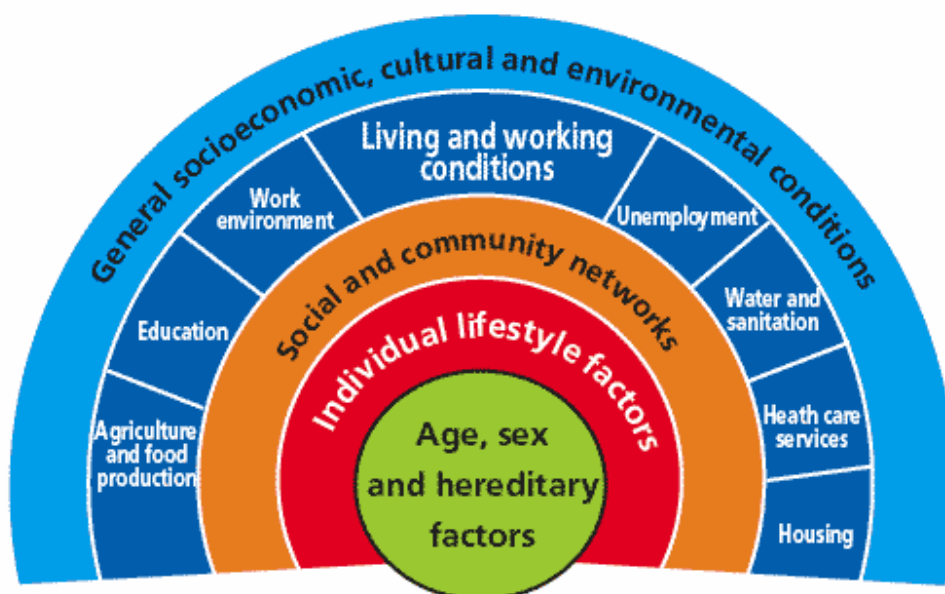 General socioeconomic, cultural and environmental conditions
Living and working
conditions
Work
environment
Unemployment
Education
Water and
sanitation
Agriculture
and food
production
Heath care
services
Housing
Social and community networks
Individual lifestyle factors
Age, sex
and hereditary
factors